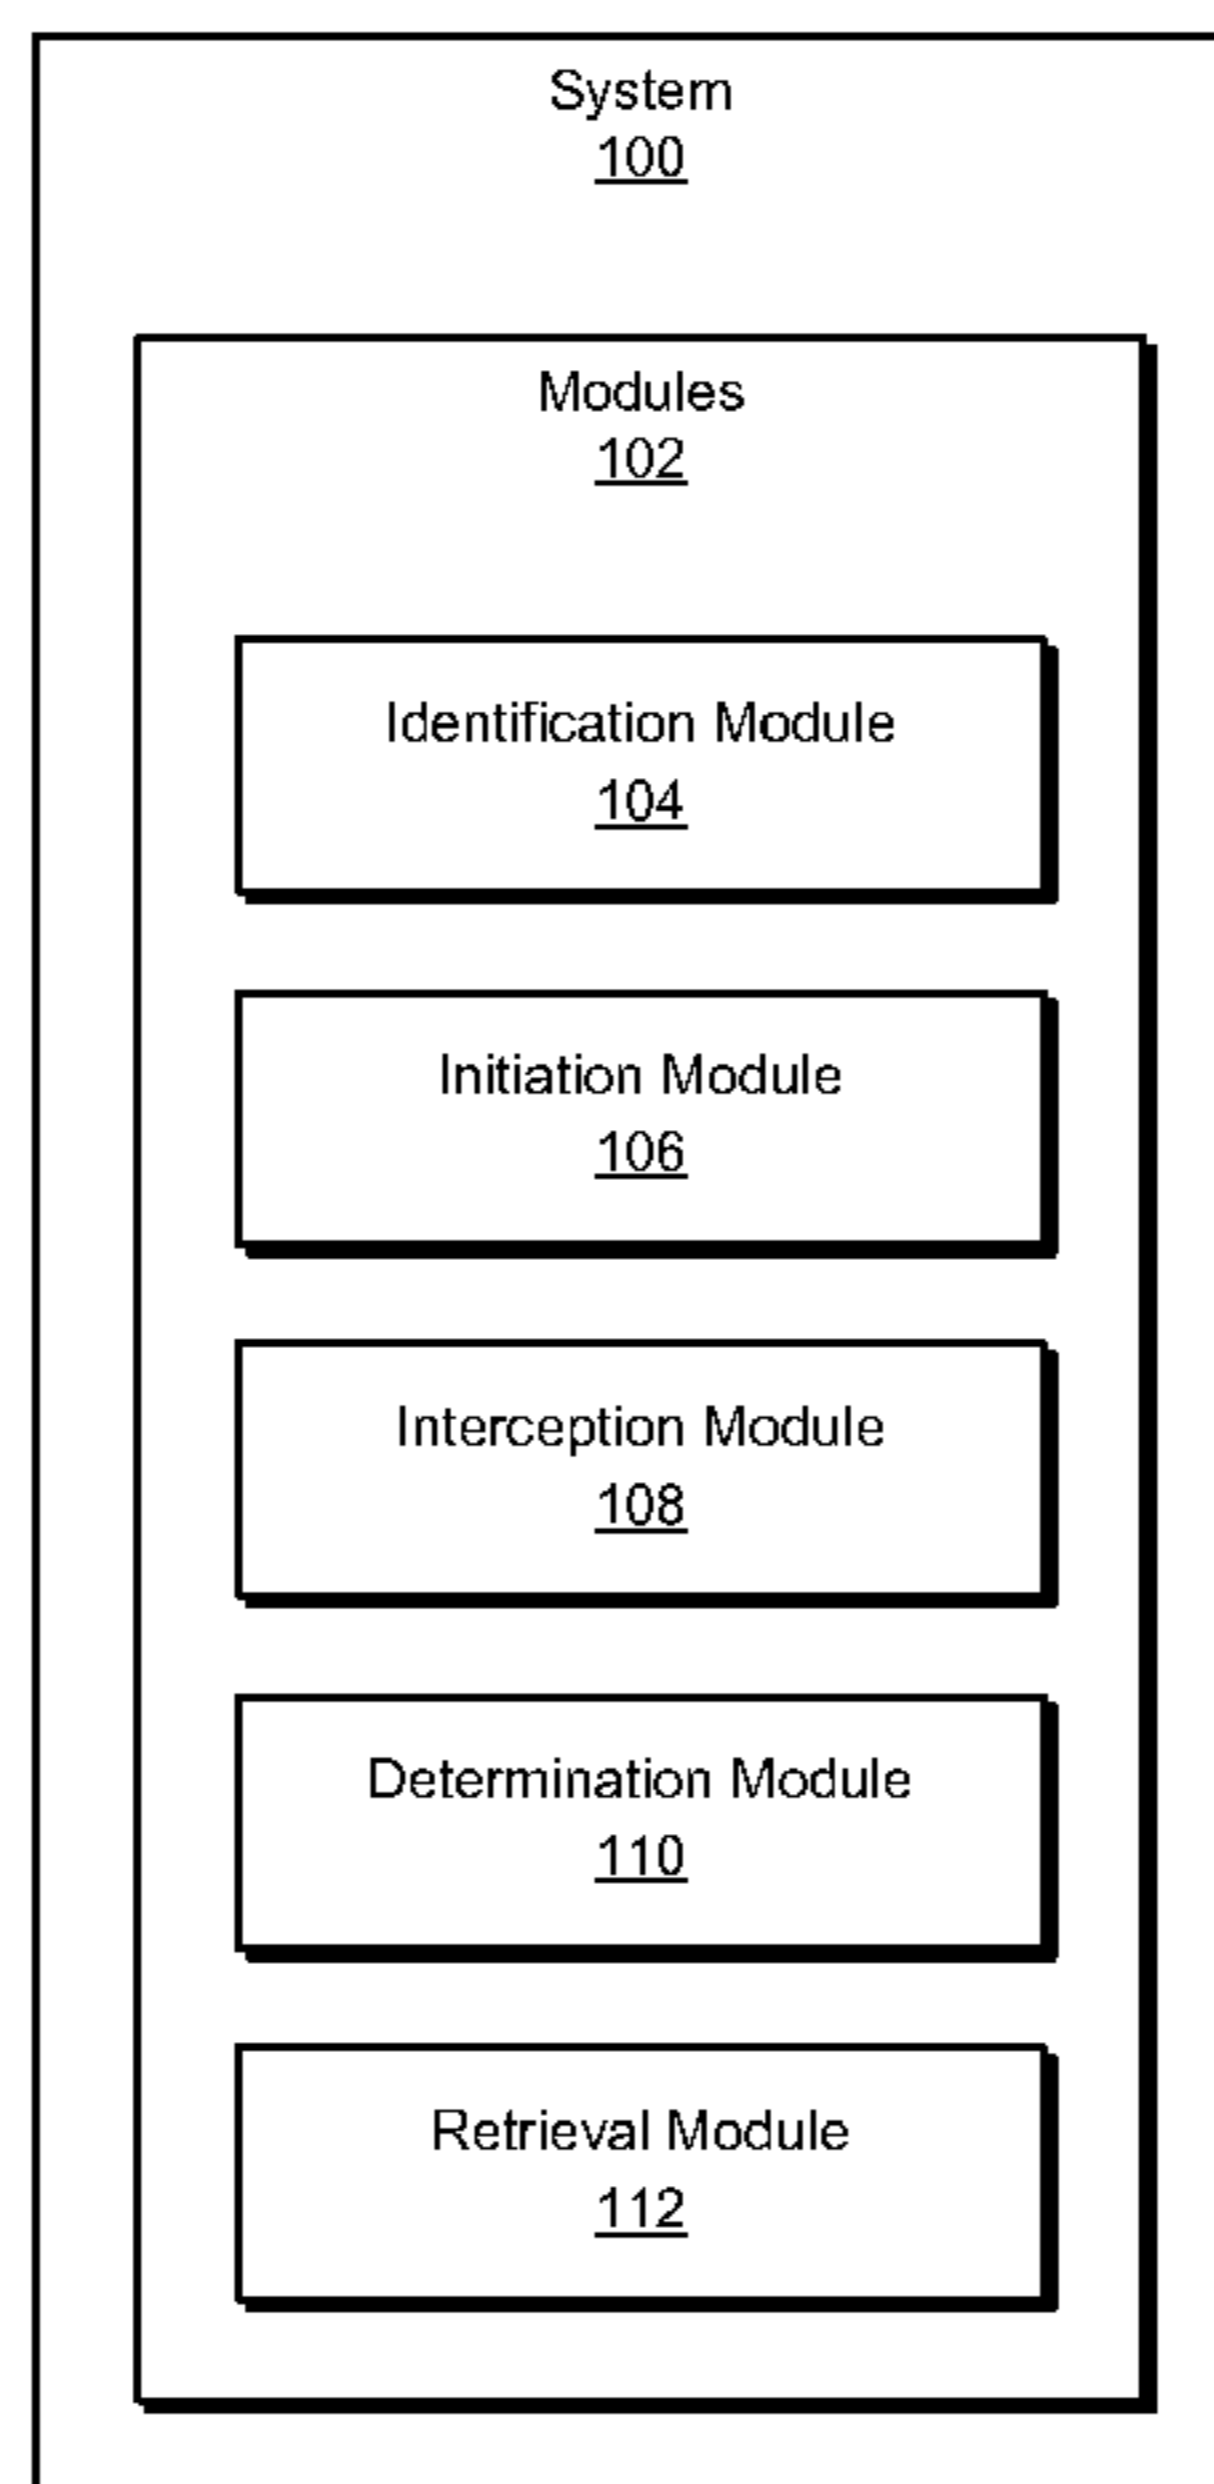 System
100
Modules
102
Identification Module
104
Initiation Module
106
Interception Module
108
Determination Module
110
Retrieval Module
112